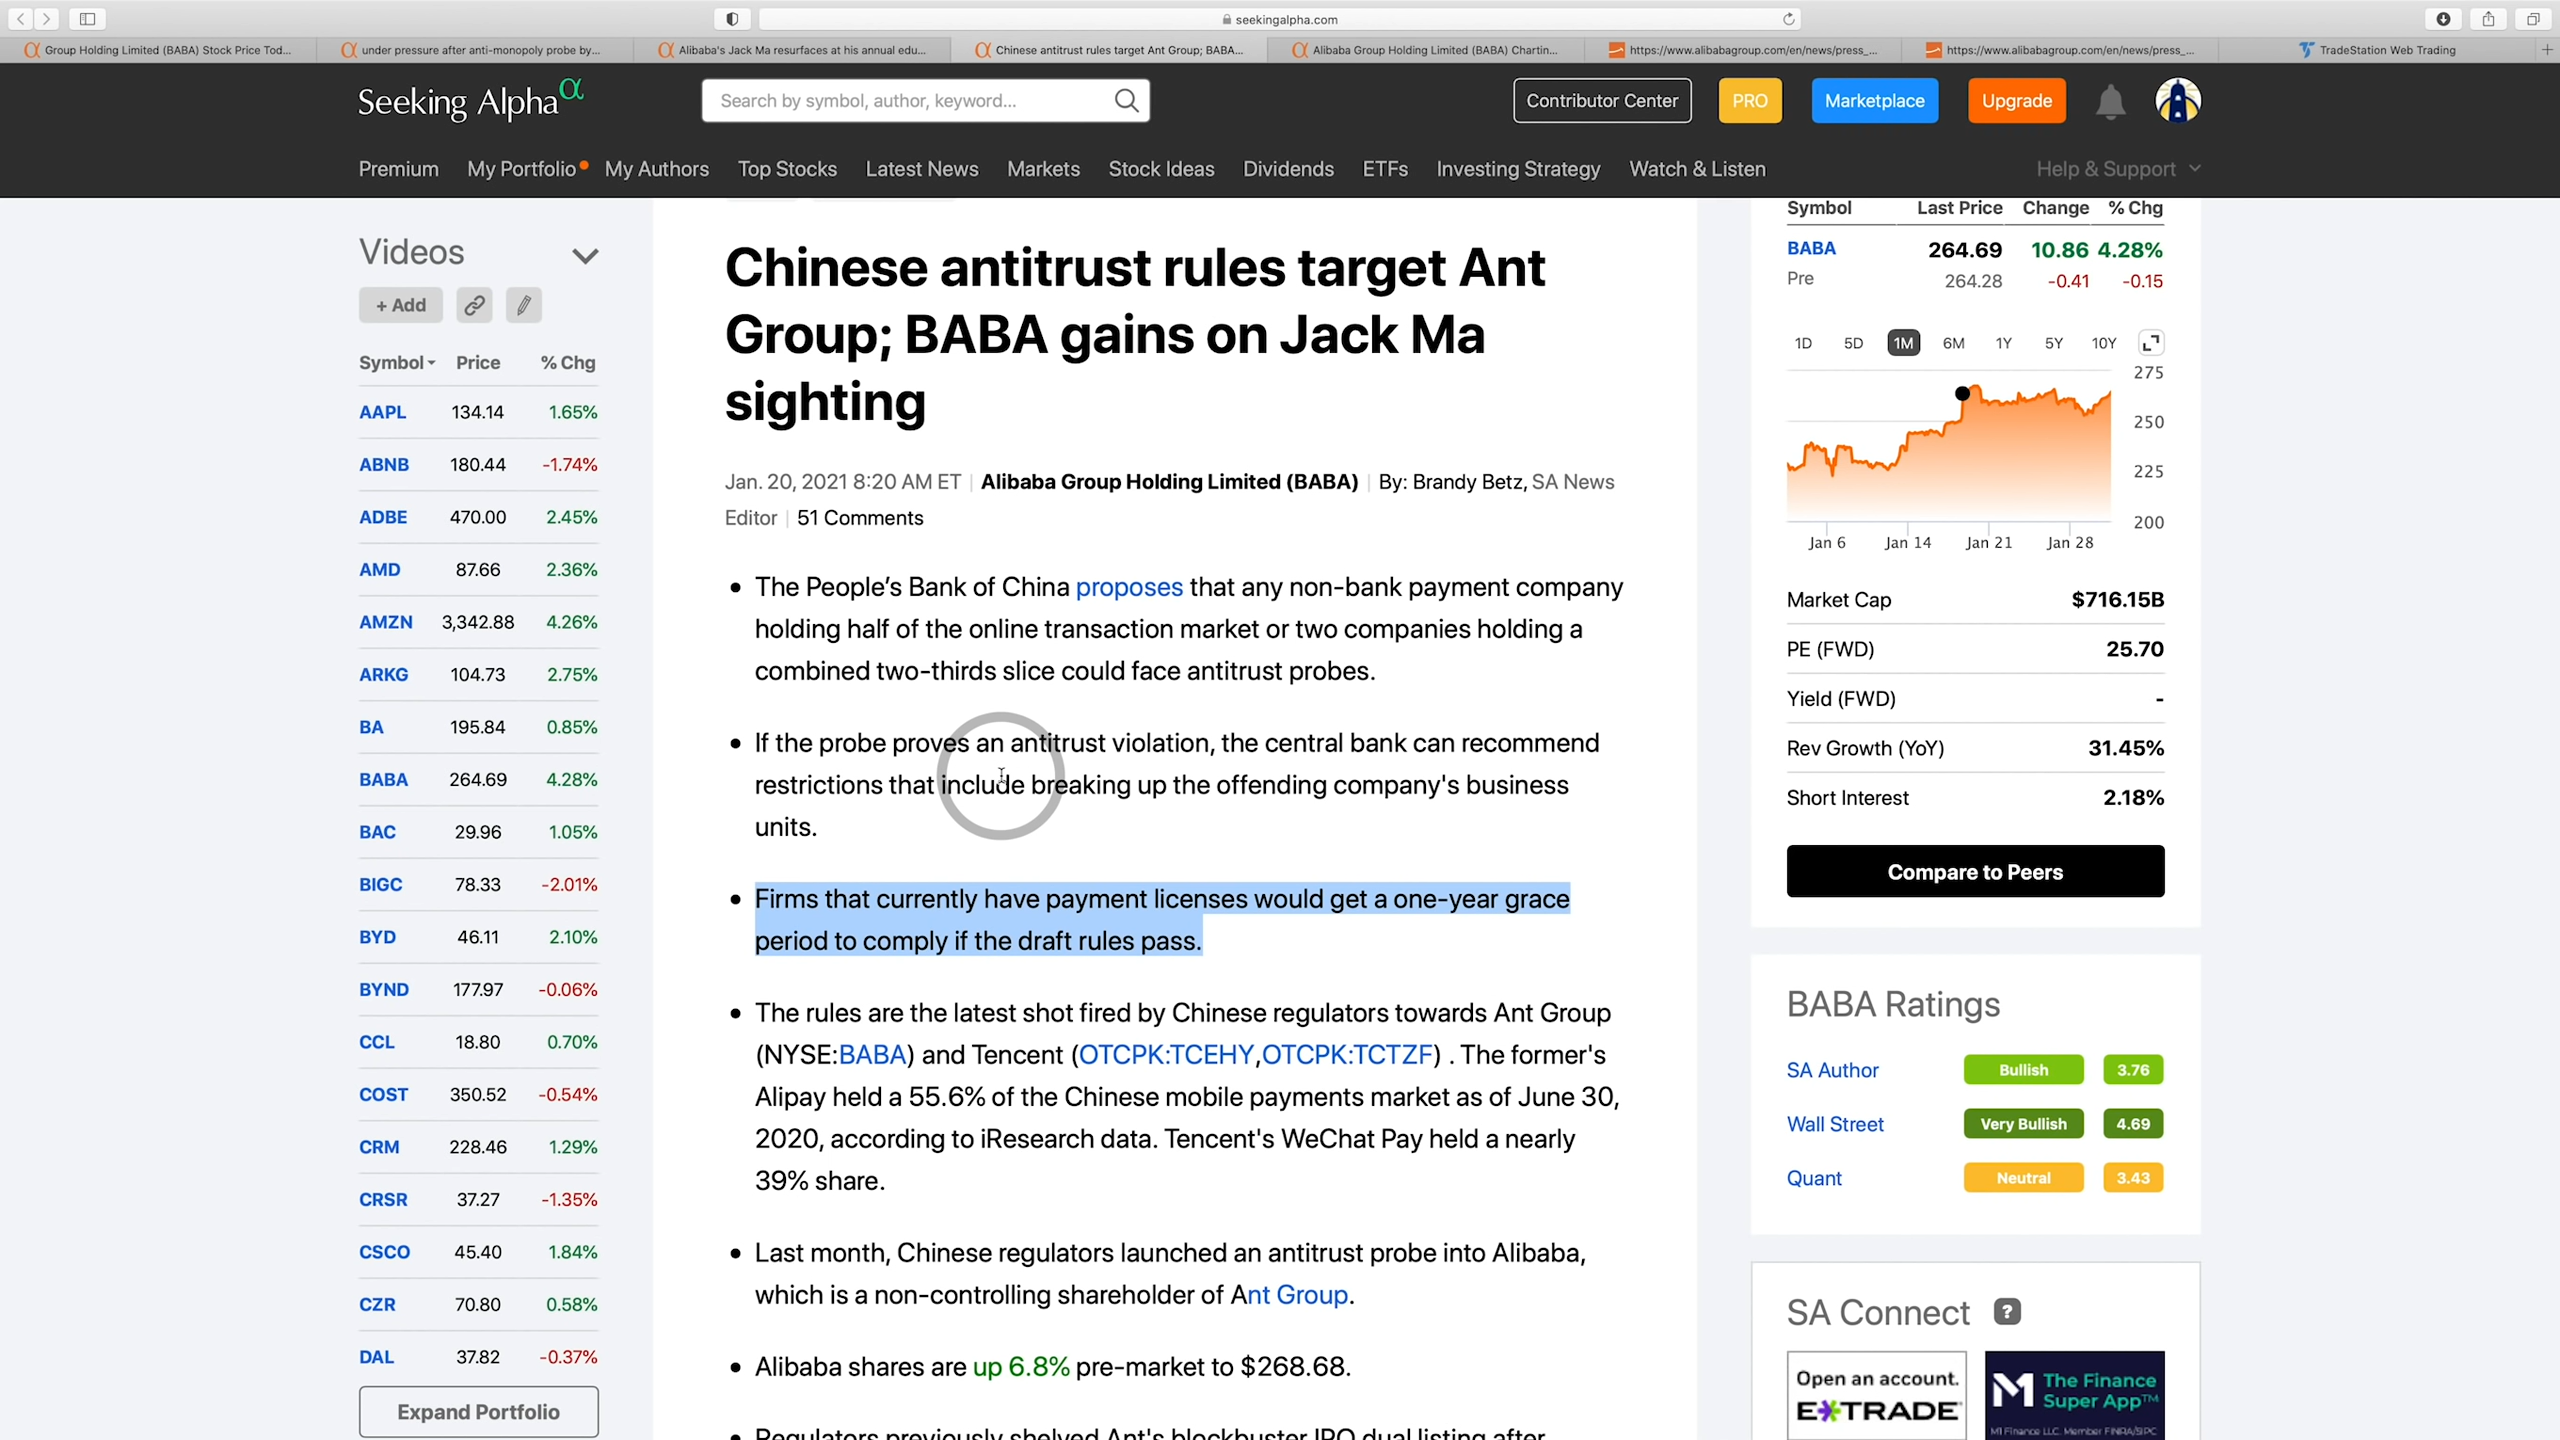 seekingalpha.com
Group Holding Limited (BABA) Stock Price Tod...
under pressure after anti-monopoly probe by...
Alibaba's Jack Ma resurfaces at his annual edu...
Chinese antitrust rules target Ant Group; BABA...
Alibaba Group Holding Limited (BABA) Chartin...
https://www.alibabagroup.com/en/news/press_...
https://www.alibabagroup.com/en/news/press_...
TradeStation Web Trading
Seeking Alpha α
Search by symbol, author, keyword...
Contributor Center
PRO
Marketplace
Upgrade
Premium My Portfolio My Authors Top Stocks Latest News Markets Stock Ideas Dividends ETFs Investing Strategy Watch & Listen Help & Support
Videos
+ Add
Symbol Price % Chg
AAPL 134.14 1.65%
ABNB 180.44 -1.74%
ADBE 470.00 2.45%
AMD 87.66 2.36%
AMZN 3,342.88 4.26%
ARKG 104.73 2.75%
BA 195.84 0.85%
BABA 264.69 4.28%
BAC 29.96 1.05%
BIGC 78.33 -2.01%
BYD 46.11 2.10%
BYND 177.97 -0.06%
CCL 18.80 0.70%
COST 350.52 -0.54%
CRM 228.46 1.29%
CRSR 37.27 -1.35%
CSCO 45.40 1.84%
CZR 70.80 0.58%
DAL 37.82 -0.37%
Expand Portfolio
Chinese antitrust rules target Ant
Group; BABA gains on Jack Ma
sighting
Jan. 20, 2021 8:20 AM ET | Alibaba Group Holding Limited (BABA) | By: Brandy Betz, SA News
Editor | 51 Comments
• The People’s Bank of China proposes that any non-bank payment company
holding half of the online transaction market or two companies holding a
combined two-thirds slice could face antitrust probes.
• If the probe proves an antitrust violation, the central bank can recommend
restrictions that include breaking up the offending company's business
units.
• Firms that currently have payment licenses would get a one-year grace
period to comply if the draft rules pass.
• The rules are the latest shot fired by Chinese regulators towards Ant Group
(NYSE:BABA) and Tencent (OTCPK:TCEHY,OTCPK:TCTZF) . The former's
Alipay held a 55.6% of the Chinese mobile payments market as of June 30,
2020, according to iResearch data. Tencent's WeChat Pay held a nearly
39% share.
• Last month, Chinese regulators launched an antitrust probe into Alibaba,
which is a non-controlling shareholder of Ant Group.
• Alibaba shares are up 6.8% pre-market to $268.68.
• Regulators previously shelved Ant's blockbuster IPO dual listing after
Symbol Last Price Change % Chg
BABA 264.69 10.86 4.28%
Pre 264.28 -0.41 -0.15
1D 5D 1M 6M 1Y 5Y 10Y
275
250
225
200
Jan 6 Jan 14 Jan 21 Jan 28
Market Cap $716.15B
PE (FWD) 25.70
Yield (FWD) -
Rev Growth (YoY) 31.45%
Short Interest 2.18%
Compare to Peers
BABA Ratings
SA Author Bullish 3.76
Wall Street Very Bullish 4.69
Quant Neutral 3.43
SA Connect ?
Open an account.
E*TRADE
M The Finance
Super App™
M1 Finance LLC. Member FINRA/SIPC